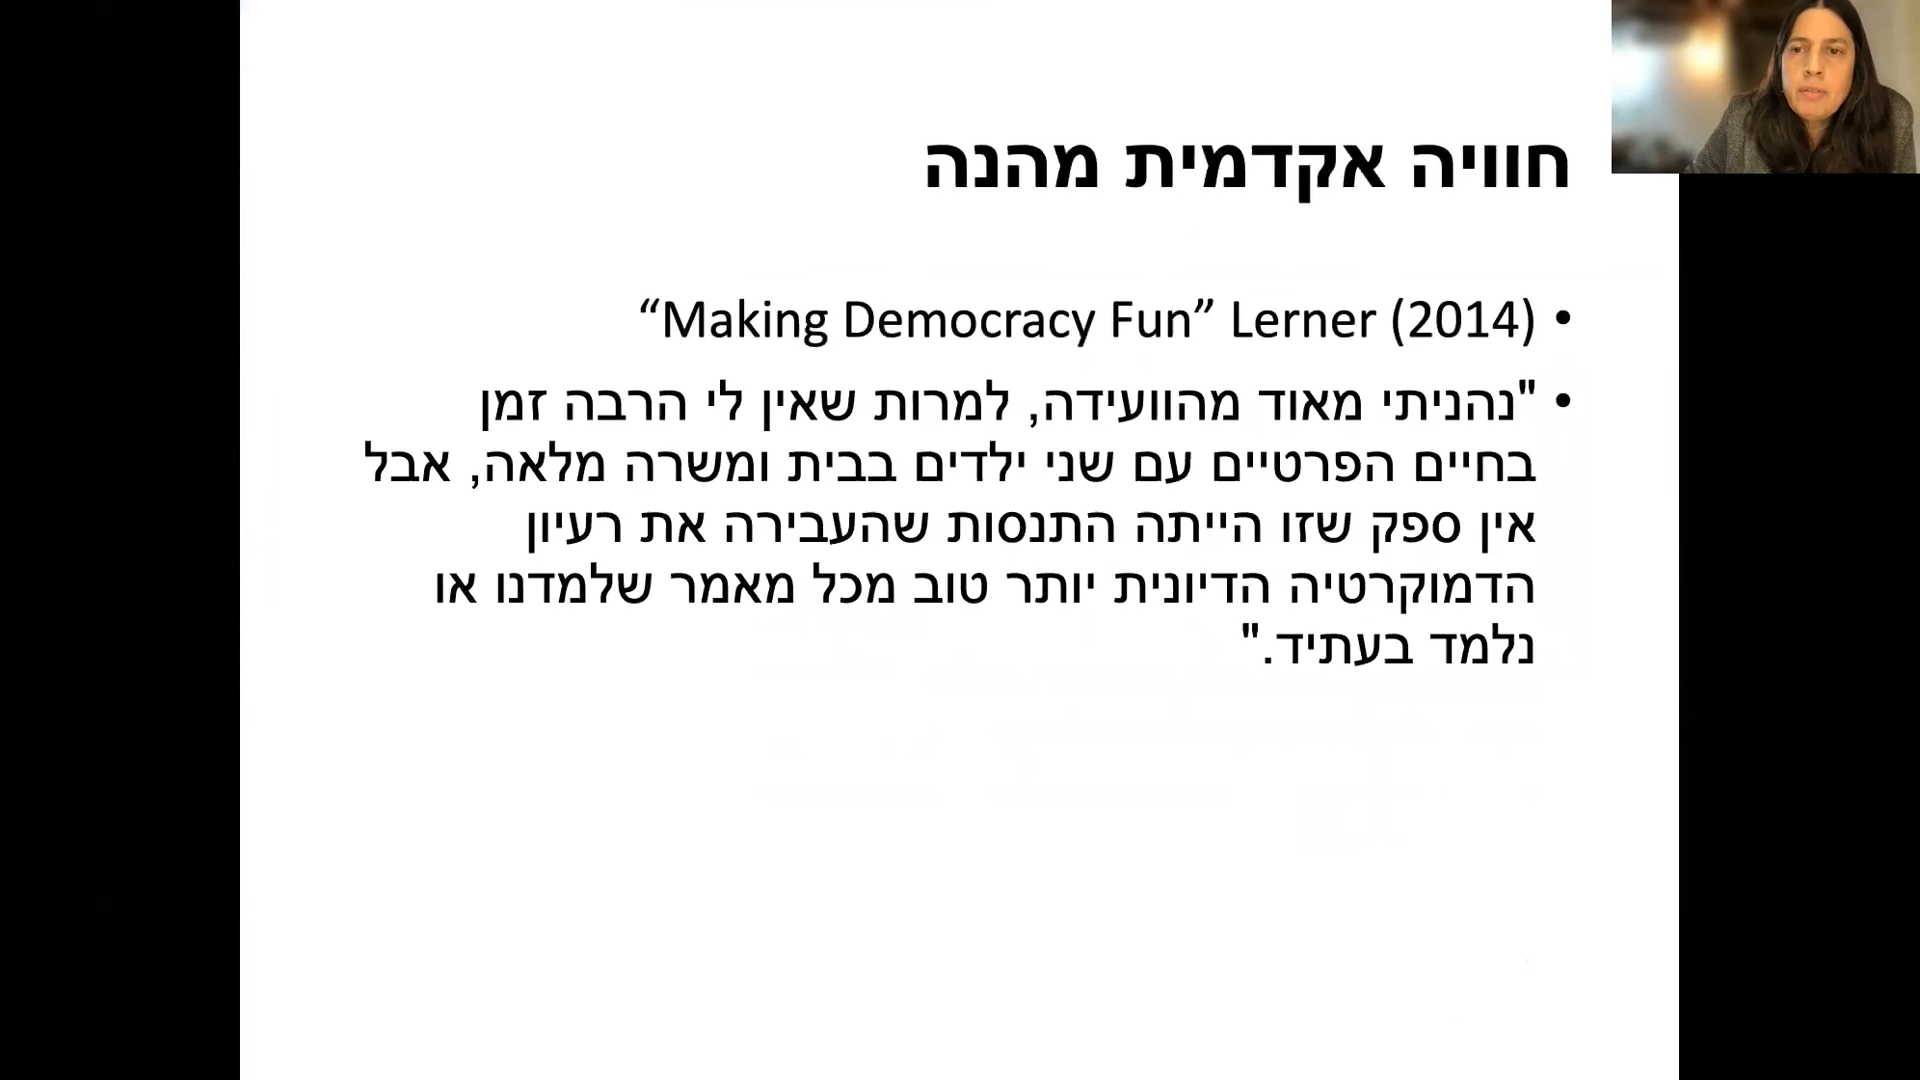 חוויה אקדמית מהנה
• “Making Democracy Fun” Lerner (2014)
• "נהניתי מאוד מהוועידה, למרות שאין לי הרבה זמן
בחיים הפרטיים עם שני ילדים בבית ומשרה מלאה, אבל
אין ספק שזו הייתה התנסות שהעבירה את רעיון
הדמוקרטיה הדיונית יותר טוב מכל מאמר שלמדנו או
נלמד בעתיד."